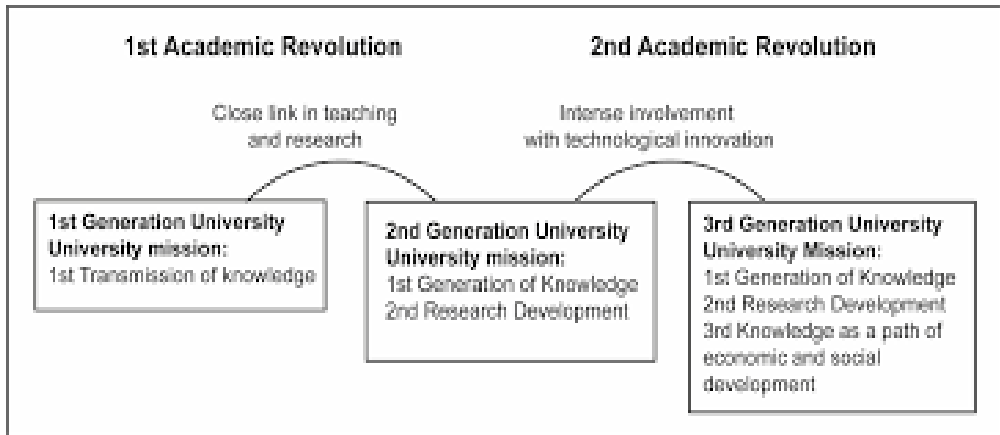 1st Academic Revolution
2nd Academic Revolution
Close link in teaching
and research
Intense involvement
with technological innovation
1st Generation University
University mission:
1st Transmission of knowledge
2nd Generation University
University mission:
1st Generation of Knowledge
2nd Research Development
3rd Generation University
University Mission:
1st Generation of Knowledge
2nd Research Development
3rd Knowledge as a path of
economic and social
development